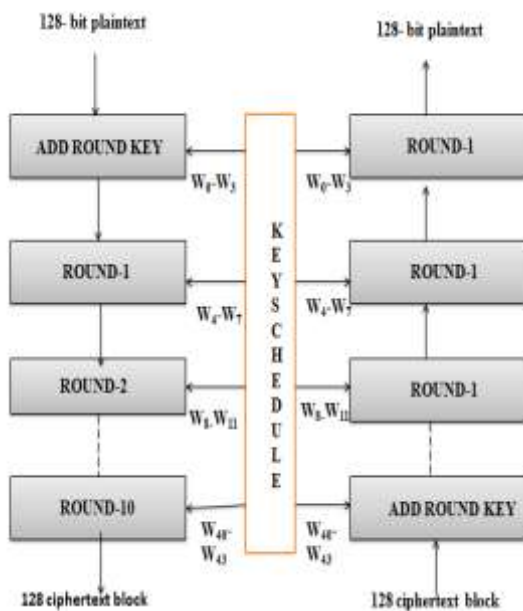 128- bit plaintext
128- bit plaintext
ADD ROUND KEY
ROUND-1
W0-W3
W0-W3
KEY SCHEDULE
ROUND-1
ROUND-1
W4-W7
W4-W7
ROUND-2
ROUND-1
W8-W11
W8-W11
ROUND-10
ADD ROUND KEY
W40-
W43
W40-
W43
128 ciphertext block
128 ciphertext block